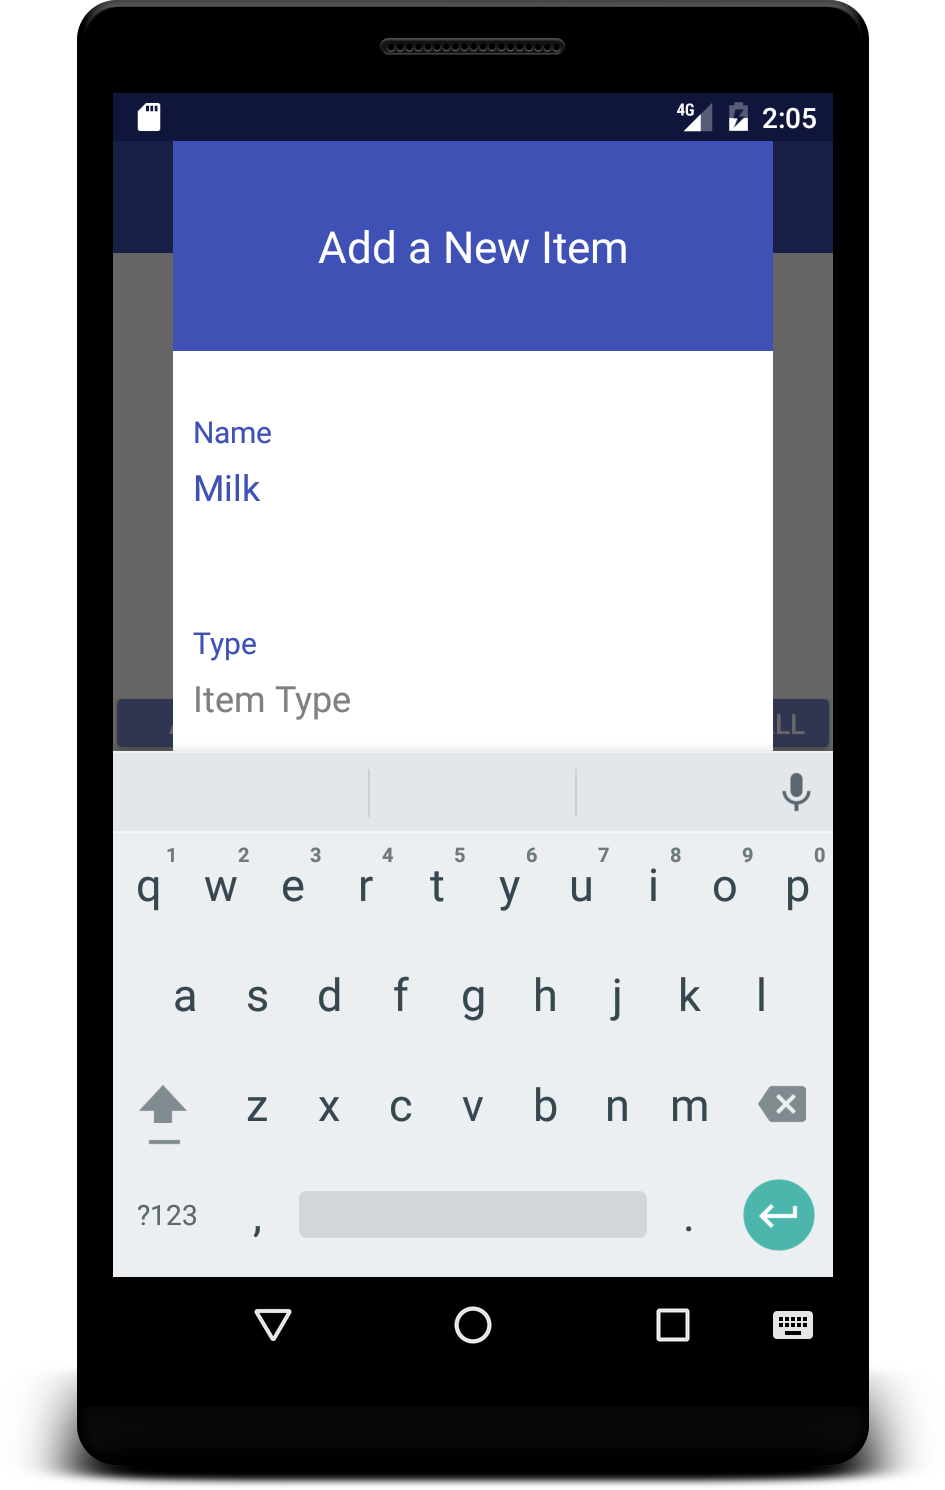 4G 2:05
Add a New Item
Name
Milk
Type
Item Type
LL
1 2 3 4 5 6 7 8 9 0
q w e r t y u i o p
a s d f g h j k l
z x c v b n m
?123 , .